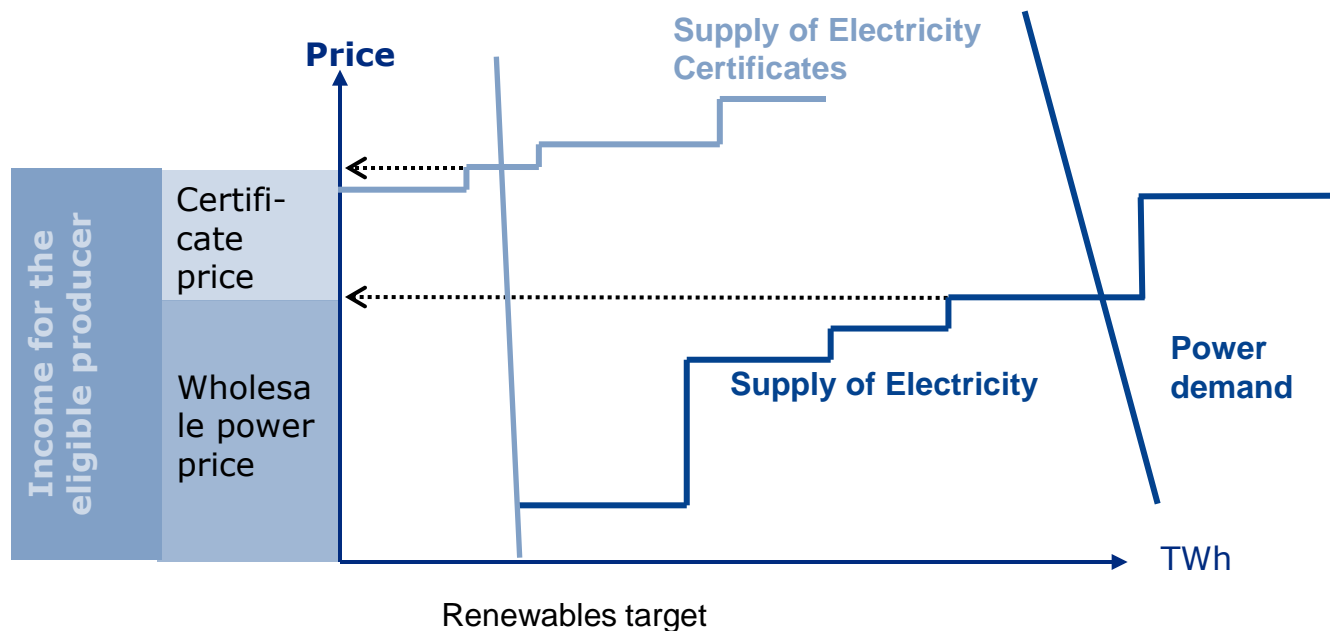 Supply of Electricity
Certificates
Price
Income for the
eligible producer
Certifi-
cate
price
Wholesa
le power
price
Supply of Electricity
Power
demand
TWh
Renewables target